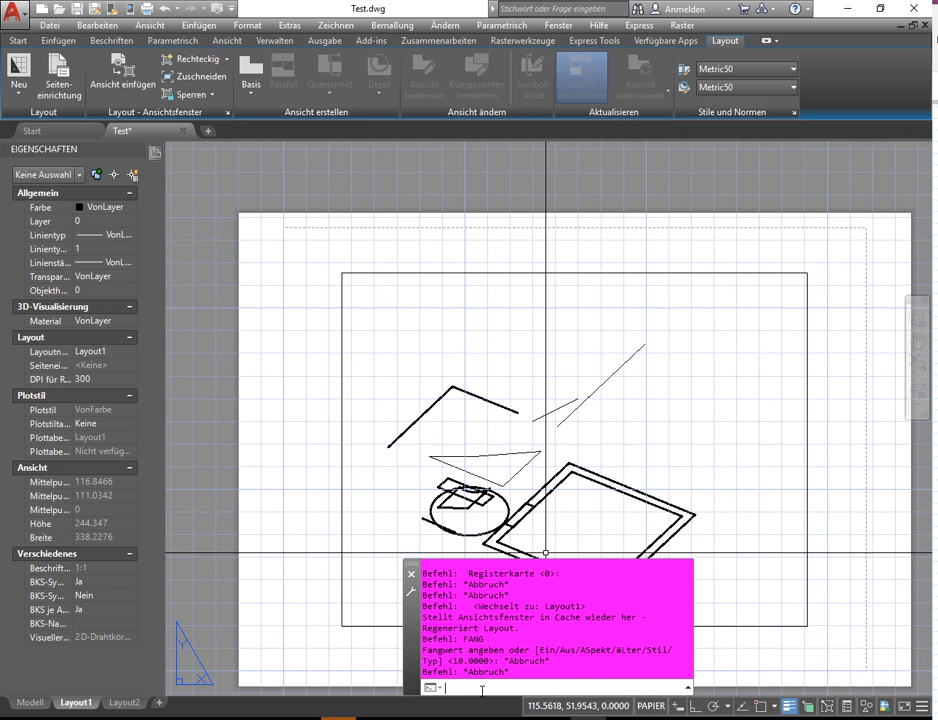 Test.dwg
Stichwort oder Frage eingeben
Anmelden
Datei Bearbeiten Ansicht Einfügen Format Extras Zeichnen Bemaßung Ändern Parametrisch Fenster Hilfe Express Raster
Start Einfügen Beschriften Parametrisch Ansicht Verwalten Ausgabe Add-ins Zusammenarbeiten Rasterwerkzeuge Express Tools Verfügbare Apps Layout
Neu
Seiten-
einrichtung
Ansicht einfügen
Rechteckig
Zuschneiden
Sperren
Basis
Parallel
Querschnitt
Detail
Ansicht
bearbeiten
Komponenten
bearbeiten
Symbol-
skizze
aktualisieren
Ansicht
aktualisieren
Metric50
Metric50
Layout
Layout - Ansichtsfenster
Ansicht erstellen
Ansicht ändern
Aktualisieren
Stile und Normen
Start
Test*
EIGENSCHAFTEN
Keine Auswahl
Allgemein
Farbe VonLayer
Layer 0
Linientyp VonL...
Linienty... 1
Linienstä... VonL...
Transpar... VonLayer
Objekth... 0
3D-Visualisierung
Material VonLayer
Layout
Layoutn... Layout1
Seitenei... <Keine>
DPI für R... 300
Plotstil
Plotstil VonFarbe
Plotstilta... Keine
Plottabe... Layout1
Plottabe... Nicht verfüg...
Ansicht
Mittelpu... 116.8466
Mittelpu... 111.0342
Mittelpu... 0
Höhe 244.347
Breite 338.2276
Verschiedenes
Beschrift... 1:1
BKS-Sy... Ja
BKS-Sy... Nein
BKS je A... Ja
BKS-Na...
Visueller... 2D-Drahtkör...
Y
X
Befehl: Registerkarte <0>:
Befehl: *Abbruch*
Befehl: *Abbruch*
Befehl: <Wechselt zu: Layout1>
Stellt Ansichtsfenster in Cache wieder her -
Regeneriert Layout.
Befehl: FANG
Fangwert angeben oder [Ein/Aus/ASpekt/äLter/Stil/
Typ] <10.0000>: *Abbruch*
Befehl: *Abbruch*
Modell Layout1 Layout2 +
115.5618, 51.9543, 0.0000 PAPIER